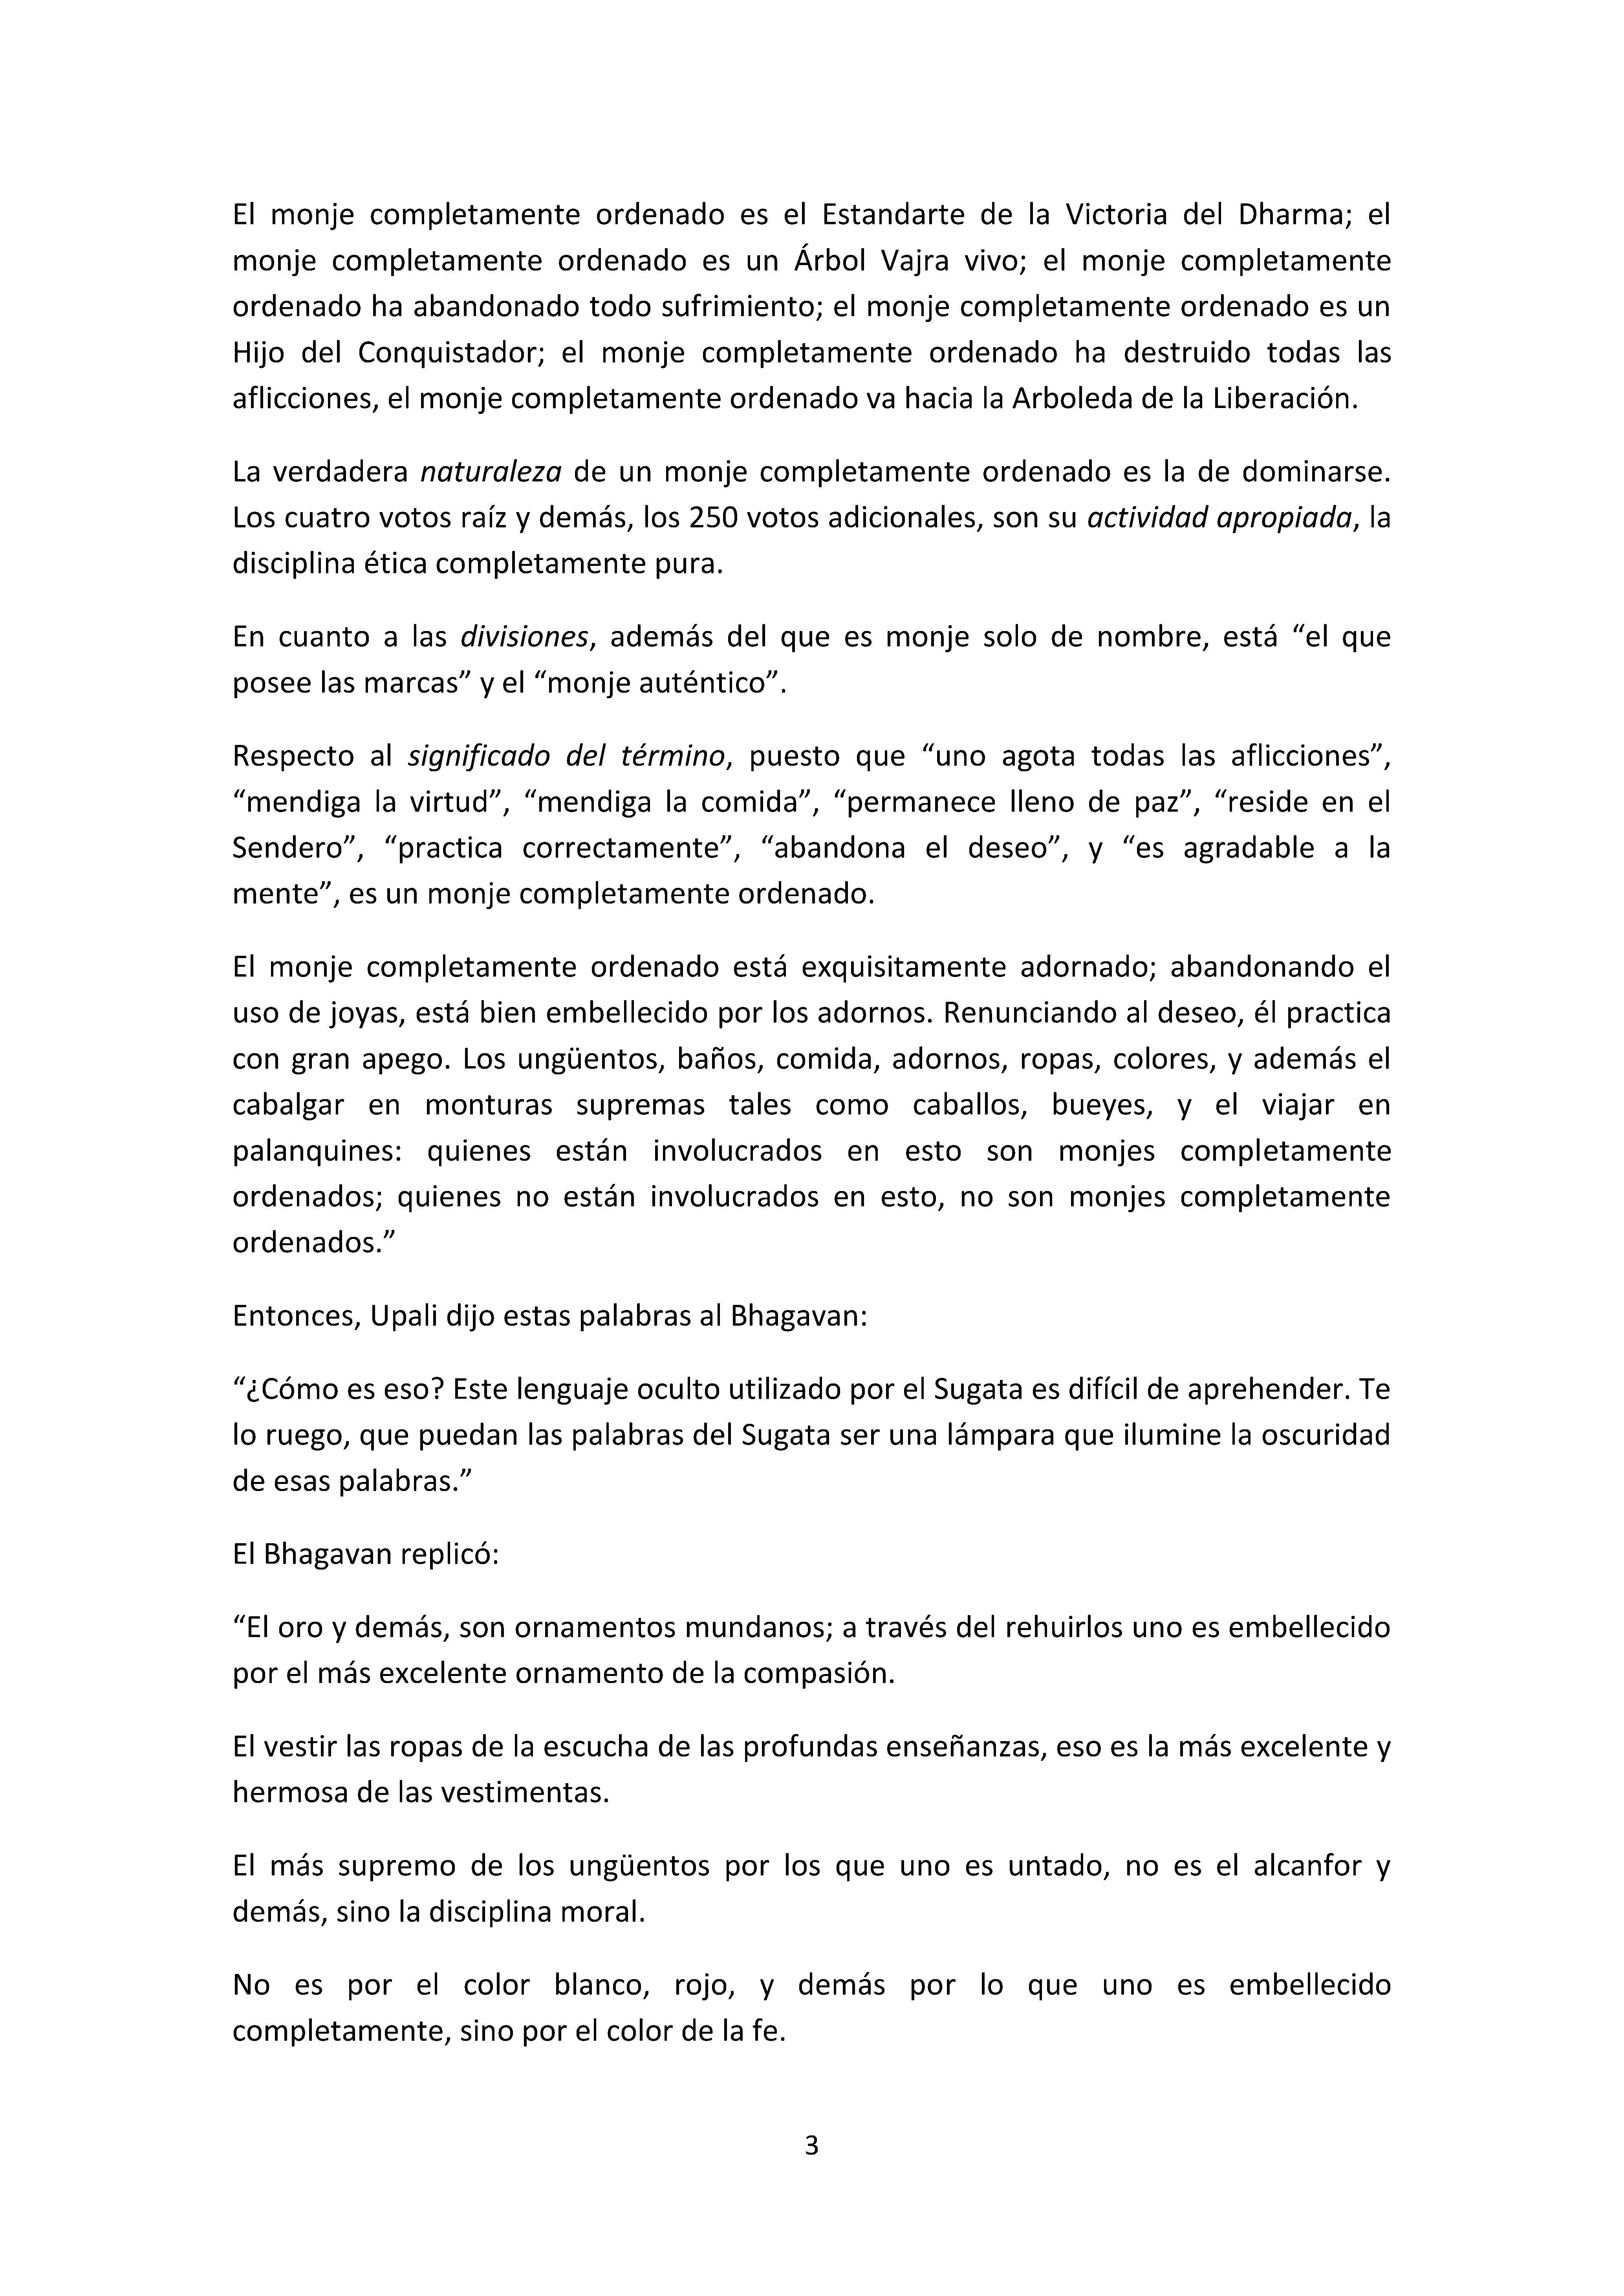 El monje completamente ordenado es el Estandarte de la Victoria del Dharma; el
monje completamente ordenado es un Árbol Vajra vivo; el monje completamente
ordenado ha abandonado todo sufrimiento; el monje completamente ordenado es un
Hijo del Conquistador; el monje completamente ordenado ha destruido todas las
aflicciones, el monje completamente ordenado va hacia la Arboleda de la Liberación.
La verdadera naturaleza de un monje completamente ordenado es la de dominarse.
Los cuatro votos raíz y demás, los 250 votos adicionales, son su actividad apropiada, la
disciplina ética completamente pura.
En cuanto a las divisiones, además del que es monje solo de nombre, está “el que
posee las marcas” y el “monje auténtico”.
Respecto al significado del término, puesto que “uno agota todas las aflicciones”,
“mendiga la virtud”, “mendiga la comida”, “permanece lleno de paz”, “reside en el
Sendero”, “practica correctamente”, “abandona el deseo”, y “es agradable a la
mente”, es un monje completamente ordenado.
El monje completamente ordenado está exquisitamente adornado; abandonando el
uso de joyas, está bien embellecido por los adornos. Renunciando al deseo, él practica
con gran apego. Los ungüentos, baños, comida, adornos, ropas, colores, y además el
cabalgar en monturas supremas tales como caballos, bueyes, y el viajar en
palanquines: quienes están involucrados en esto son monjes completamente
ordenados; quienes no están involucrados en esto, no son monjes completamente
ordenados.”
Entonces, Upali dijo estas palabras al Bhagavan:
“¿Cómo es eso? Este lenguaje oculto utilizado por el Sugata es difícil de aprehender. Te
lo ruego, que puedan las palabras del Sugata ser una lámpara que ilumine la oscuridad
de esas palabras.”
El Bhagavan replicó:
“El oro y demás, son ornamentos mundanos; a través del rehuirlos uno es embellecido
por el más excelente ornamento de la compasión.
El vestir las ropas de la escucha de las profundas enseñanzas, eso es la más excelente y
hermosa de las vestimentas.
El más supremo de los ungüentos por los que uno es untado, no es el alcanfor y
demás, sino la disciplina moral.
No es por el color blanco, rojo, y demás por lo que uno es embellecido
completamente, sino por el color de la fe.
3